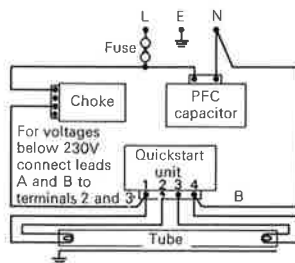 L E N
Fuse
Choke
PFC
capacitor
For voltages
below 230V
connect leads
A and B to
terminals 2 and 3
Quickstart
unit
1 2 3 4
B
Tube